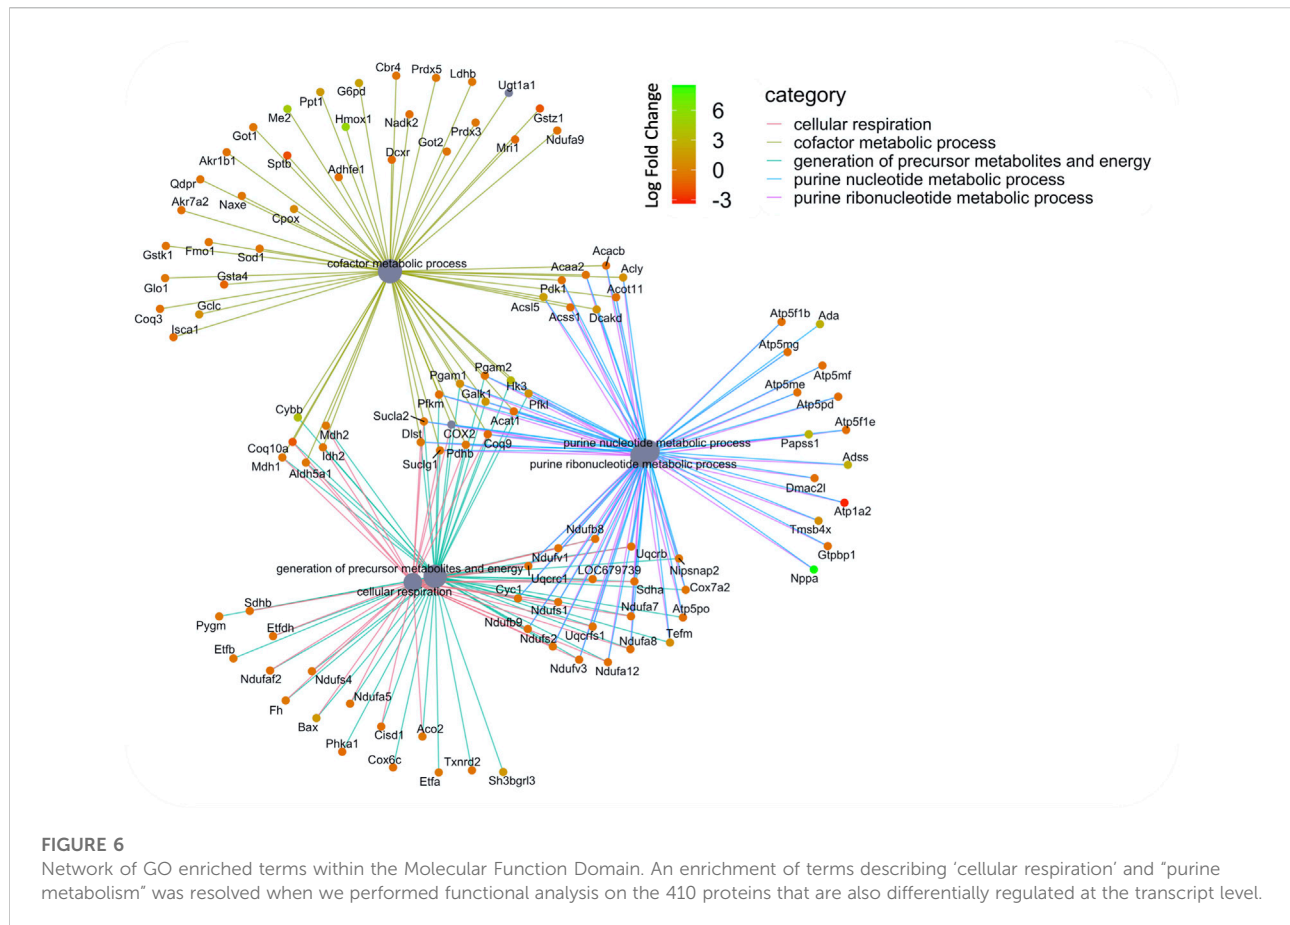 Cbr4
Prdx5
Ldhb
G6pd
Ugt1a1
Ppt1
Me2
Hmox1
Nadk2
Gstz1
Prdx3
Ndufa9
Got1
Got2
Mri1
Dcxr
Akr1b1
Sptb
Adhfe1
Qdpr
Akr7a2
Naxe
Cpox
Gstk1
Fmo1
Sod1
cofactor metabolic process
Glo1
Gsta4
Coq3
Gclc
Isca1
Log Fold Change
6
3
0
-3
category
cellular respiration
cofactor metabolic process
generation of precursor metabolites and energy
purine nucleotide metabolic process
purine ribonucleotide metabolic process
Acacb
Acaa2
Acly
Pdk1
Acot11
Acsl5
Acss1
Dcakd
Atp5f1b
Ada
Atp5mg
Atp5mf
Atp5me
Atp5pd
Atp5f1e
Papss1
Adss
Dmac2l
Atp1a2
Tmsb4x
Gtpbp1
Nppa
Pgam2
Pgam1
Hk3
Galk1
Pfkm
Pfkl
Sucla2
Acat1
Dlst
COX2
Coq9
Pdhb
Suclg1
Cybb
Mdh2
Coq10a
Idh2
Mdh1
Aldh5a1
purine nucleotide metabolic process
purine ribonucleotide metabolic process
Ndufb8
Ndufv1
Uqcrb
generation of precursor metabolites and energy
LOC679739
Nipsnap2
Uqcrc1
cellular respiration
Cyc1
Sdha
Cox7a2
Ndufs1
Ndufa7
Atp5po
Ndufb9
Uqcrfs1
Ndufs2
Ndufa8
Tefm
Ndufv3
Ndufa12
Sdhb
Pygm
Etfdh
Etfb
Ndufaf2
Ndufs4
Fh
Ndufa5
Bax
Cisd1
Aco2
Phka1
Cox6c
Txnrd2
Etfa
Sh3bgrl3
FIGURE 6
Network of GO enriched terms within the Molecular Function Domain. An enrichment of terms describing ‘cellular respiration’ and “purine
metabolism” was resolved when we performed functional analysis on the 410 proteins that are also differentially regulated at the transcript level.